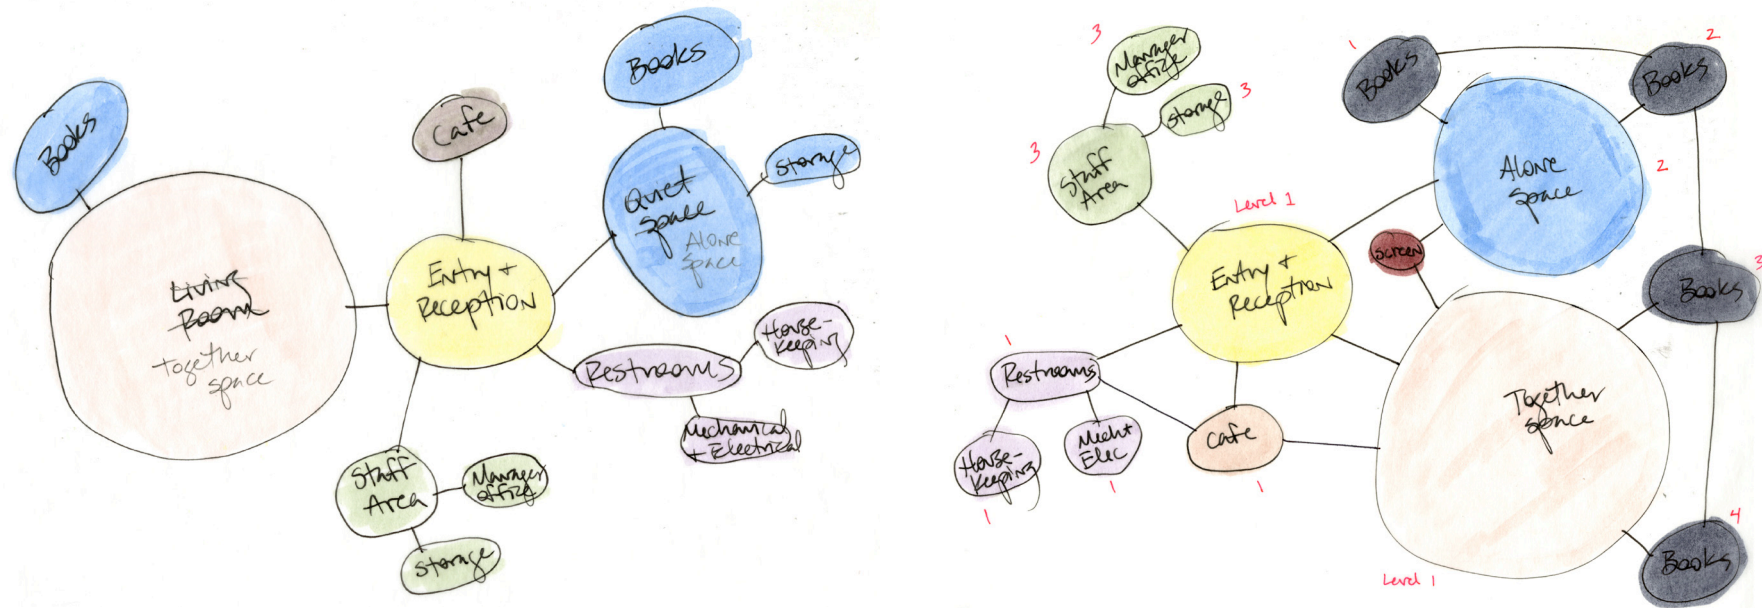 Books
Cafe
Books
Storage
Quiet
Space
Alone
Space
Living
Room
Together
space
Entry +
Reception
House-
Keeping
Restrooms
Mechanical
+ Electrical
Staff
Area
Manager
office
Storage
3
Manager
office
Storage
3
3
Staff
Area
1
Books
2
Books
Alone
Space
2
Level 1
Screen
Entry +
Reception
3
Books
1
Restrooms
House-
Keeping
1
Mech+
Elec
1
Cafe
1
Together
space
Level 1
4
Books